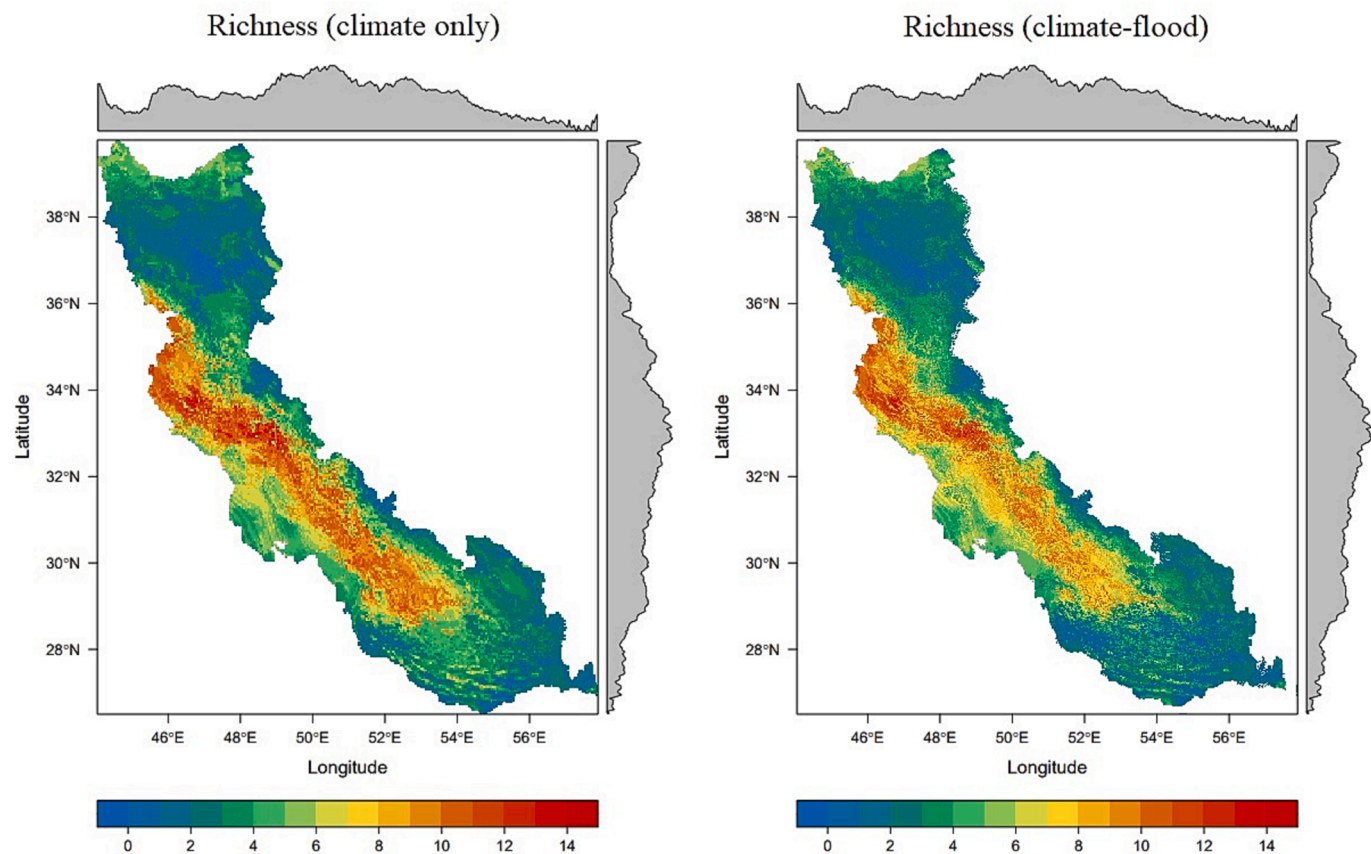 Richness (climate only)
Richness (climate-flood)
38°N
36°N
34°N
32°N
30°N
28°N
Latitude
46°E 48°E 50°E 52°E 54°E 56°E
Longitude
0 2 4 6 8 10 12 14
38°N
36°N
34°N
32°N
30°N
28°N
Latitude
46°E 48°E 50°E 52°E 54°E 56°E
Longitude
0 2 4 6 8 10 12 14